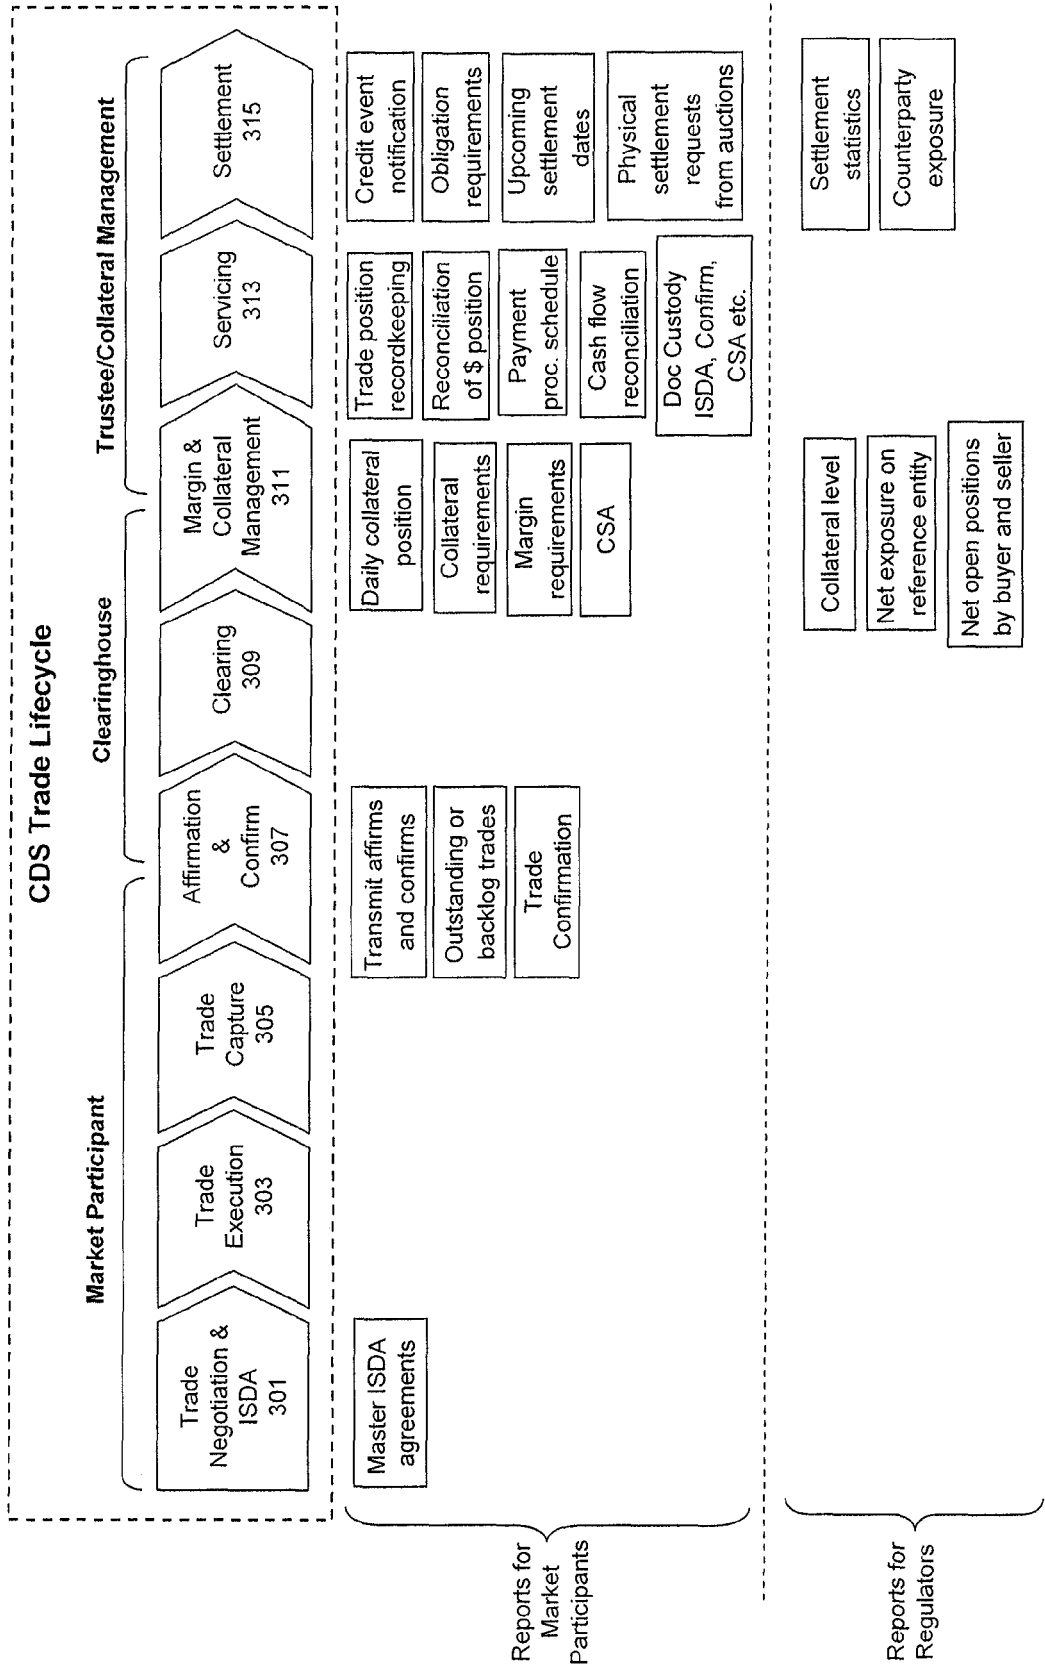 CDS Trade Lifecycle
Market Participant
Clearinghouse
Trustee/Collateral Management
Trade
Negotiation &
ISDA
301
Trade
Execution
303
Trade
Capture
305
Affirmation
&
Confirm
307
Clearing
309
Margin &
Collateral
Management
311
Servicing
313
Settlement
315
Reports for
Market
Participants
Master ISDA
agreements
Transmit affirms
and confirms
Outstanding or
backlog trades
Trade
Confirmation
Daily collateral
position
Collateral
requirements
Margin
requirements
CSA
Trade position
recordkeeping
Reconciliation
of $ position
Payment
proc. schedule
Cash flow
reconciliation
Doc Custody
ISDA, Confirm,
CSA etc.
Credit event
notification
Obligation
requirements
Upcoming
settlement
dates
Physical
settlement
requests
from auctions
Reports for
Regulators
Collateral level
Net exposure on
reference entity
Net open positions
by buyer and seller
Settlement
statistics
Counterparty
exposure